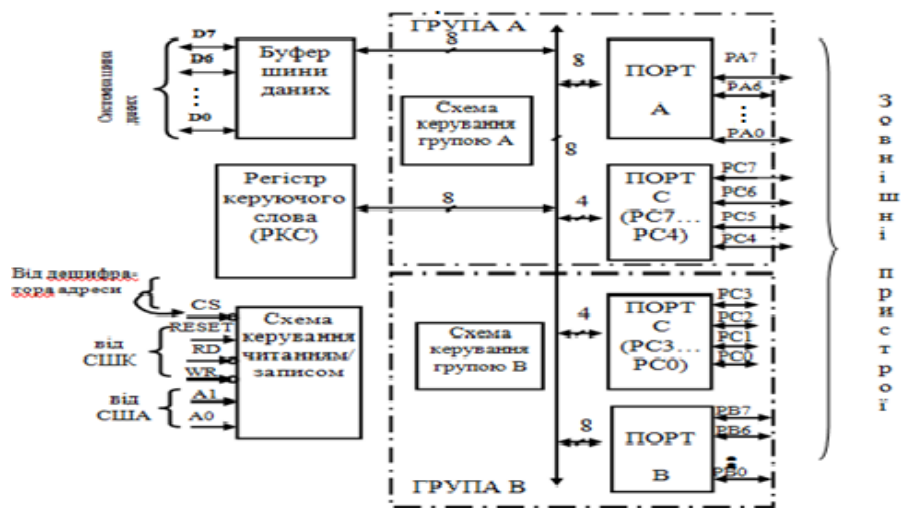 ГРУПА А
D7
D6
D0
Буфер
шини
даних
8
Схема
керування
групою А
8
8
ПОРТ
А
PA7
PA6
PA0
Регістр
керуючого
слова
(РКС)
8
4
ПОРТ
С
(PC7...
PC4)
PC7
PC6
PC5
PC4
Від дешифра-
тора адреси
CS
RESET
від
СШК
RD
WR
від
США
A1
A0
Схема
керування
читанням/
записом
Схема
керування
групою В
4
ПОРТ
С
(PC3...
PC0)
PC3
PC2
PC1
PC0
8
ПОРТ
В
PB7
PB6
PB0
ГРУПА В
Зовнішні пристрої